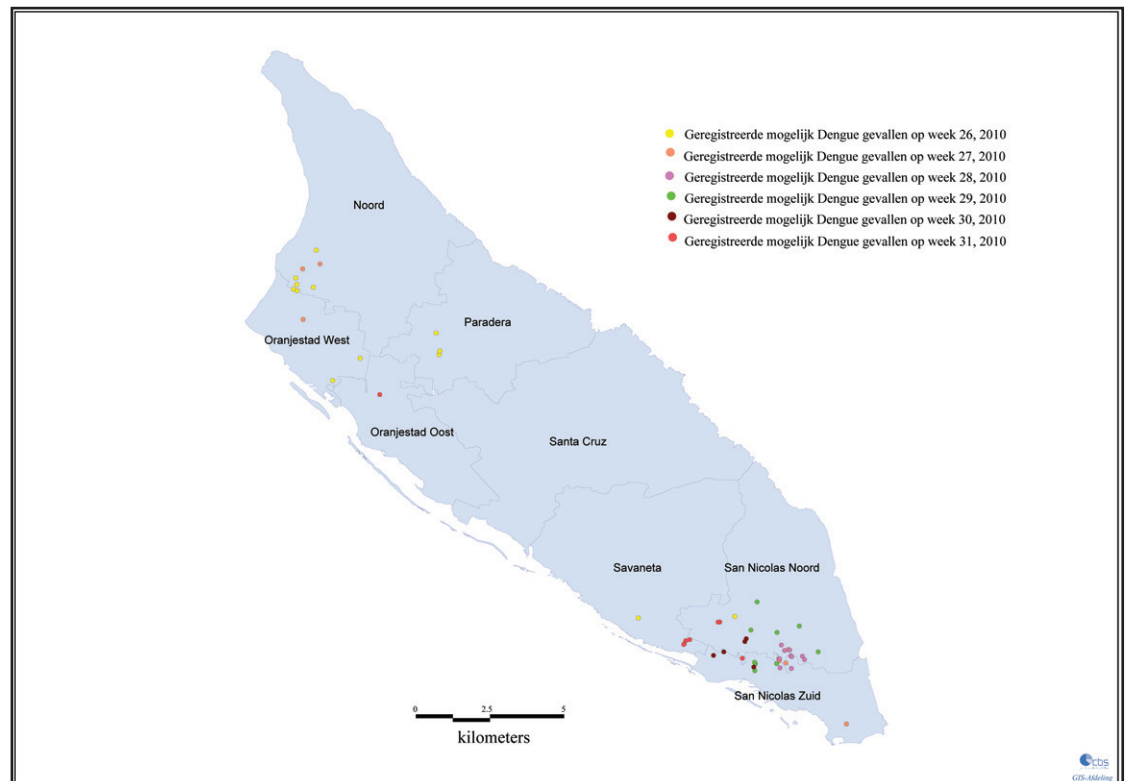 Geregistreerde mogelijk Dengue gevallen op week 26, 2010
Geregistreerde mogelijk Dengue gevallen op week 27, 2010
Geregistreerde mogelijk Dengue gevallen op week 28, 2010
Geregistreerde mogelijk Dengue gevallen op week 29, 2010
Geregistreerde mogelijk Dengue gevallen op week 30, 2010
Geregistreerde mogelijk Dengue gevallen op week 31, 2010
Noord
Paradera
Oranjestad West
Oranjestad Oost
Santa Cruz
Savaneta
San Nicolas Noord
San Nicolas Zuid
0 2.5 5
kilometers
cbs
GIS-Afdeling